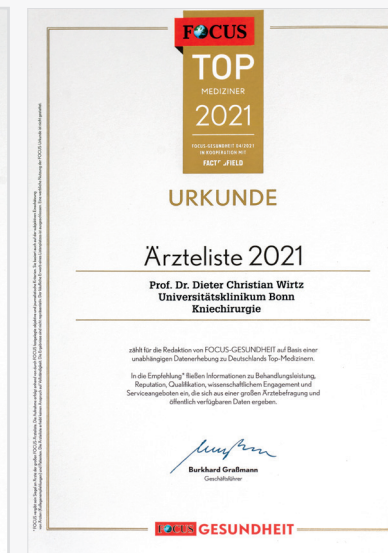 FOCUS
TOP
MEDIZINER
2021
FOCUS-GESUNDHEIT 04/2021
IN KOOPERATION MIT
FACTFIELD
URKUNDE
Ärzteliste 2021
Prof. Dr. Dieter Christian Wirtz
Universitätsklinikum Bonn
Kniechirurgie
zählt für die Redaktion von FOCUS-GESUNDHEIT auf Basis einer
unabhängigen Datenerhebung zu Deutschlands Top-Medizinern.
In die Empfehlung* fließen Informationen zu Behandlungsleistung,
Reputation, Qualifikation, wissenschaftlichem Engagement und
Serviceangeboten ein, die sich aus einer großen Ärztebefragung und
öffentlich verfügbaren Daten ergeben.
Burkhard Graßmann
Geschäftsführer
FOCUS GESUNDHEIT